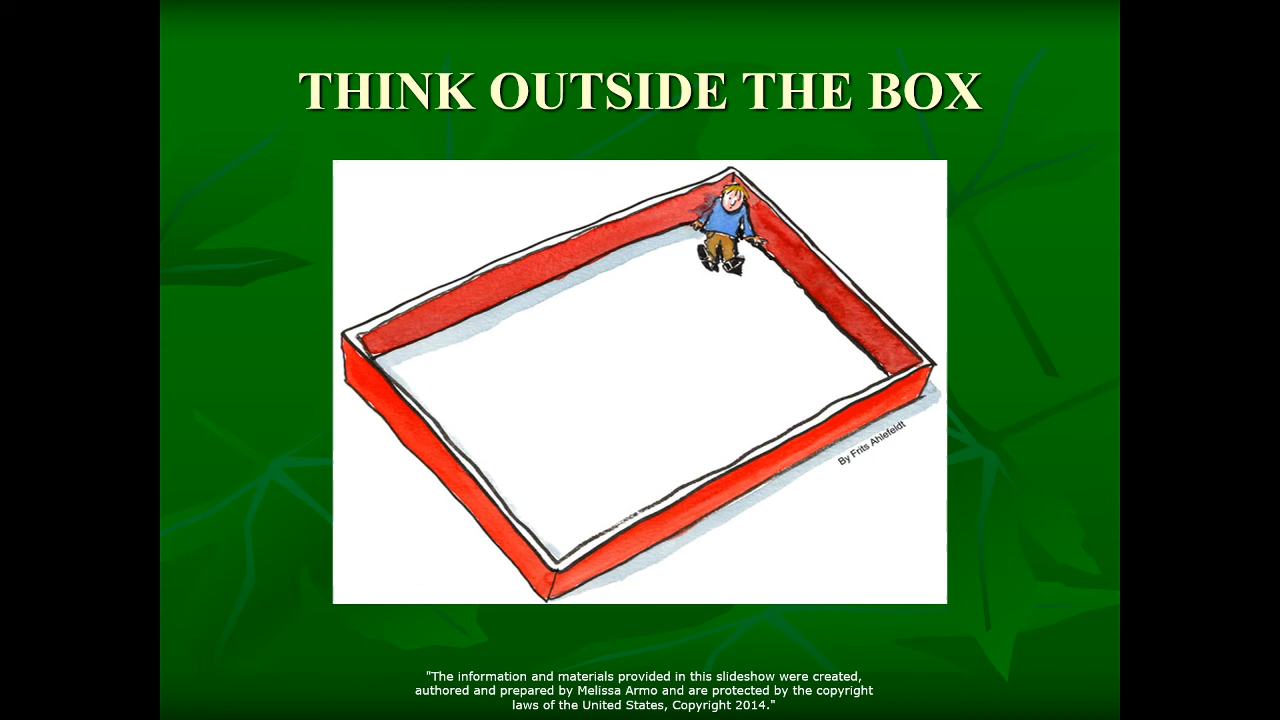 THINK OUTSIDE THE BOX
By Frits Ahlefeldt
"The information and materials provided in this slideshow were created,
authored and prepared by Melissa Armo and are protected by the copyright
laws of the United States, Copyright 2014."